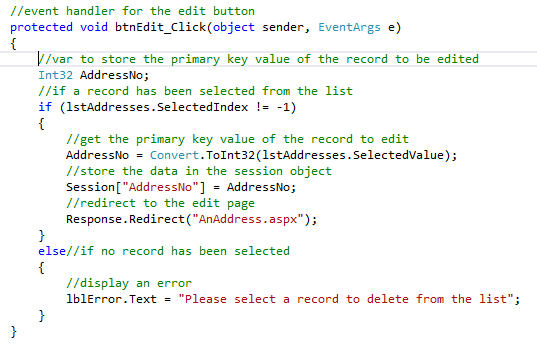 //event handler for the edit button
protected void btnEdit_Click(object sender, EventArgs e)
{
    //var to store the primary key value of the record to be edited
    Int32 AddressNo;
    //if a record has been selected from the list
    if (lstAddresses.SelectedIndex != -1)
    {
        //get the primary key value of the record to edit
        AddressNo = Convert.ToInt32(lstAddresses.SelectedValue);
        //store the data in the session object
        Session["AddressNo"] = AddressNo;
        //redirect to the edit page
        Response.Redirect("AnAddress.aspx");
    }
    else//if no record has been selected
    {
        //display an error
        lblError.Text = "Please select a record to delete from the list";
    }
}